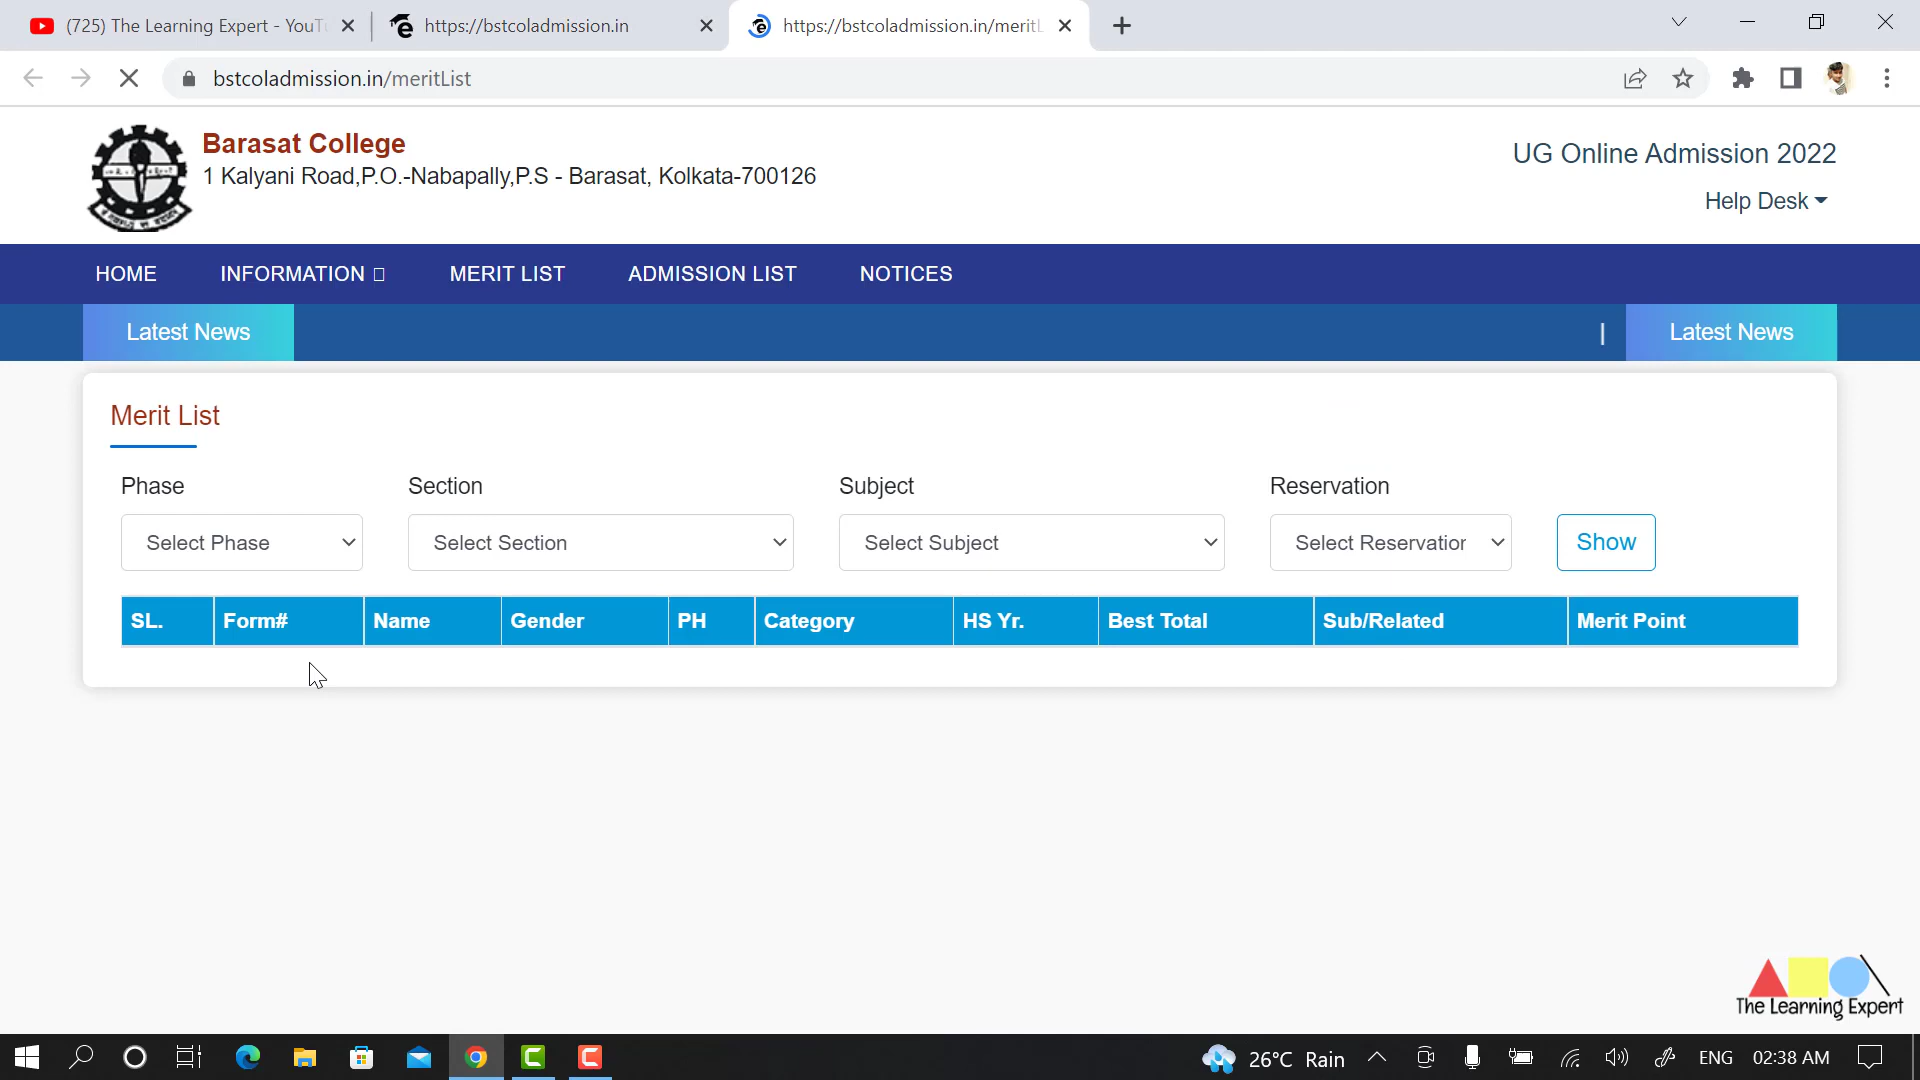 (725) The Learning Expert - YouTu
https://bstcoladmission.in
https://bstcoladmission.in/meritL
bstcoladmission.in/meritList
Barasat College
1 Kalyani Road,P.O.-Nabapally,P.S - Barasat, Kolkata-700126
UG Online Admission 2022
Help Desk
HOME INFORMATION MERIT LIST ADMISSION LIST NOTICES
Latest News | Latest News
Merit List
Phase Section Subject Reservation
Select Phase Select Section Select Subject Select Reservation Show
SL. Form# Name Gender PH Category HS Yr. Best Total Sub/Related Merit Point
The Learning Expert
26°C Rain ENG 02:38 AM